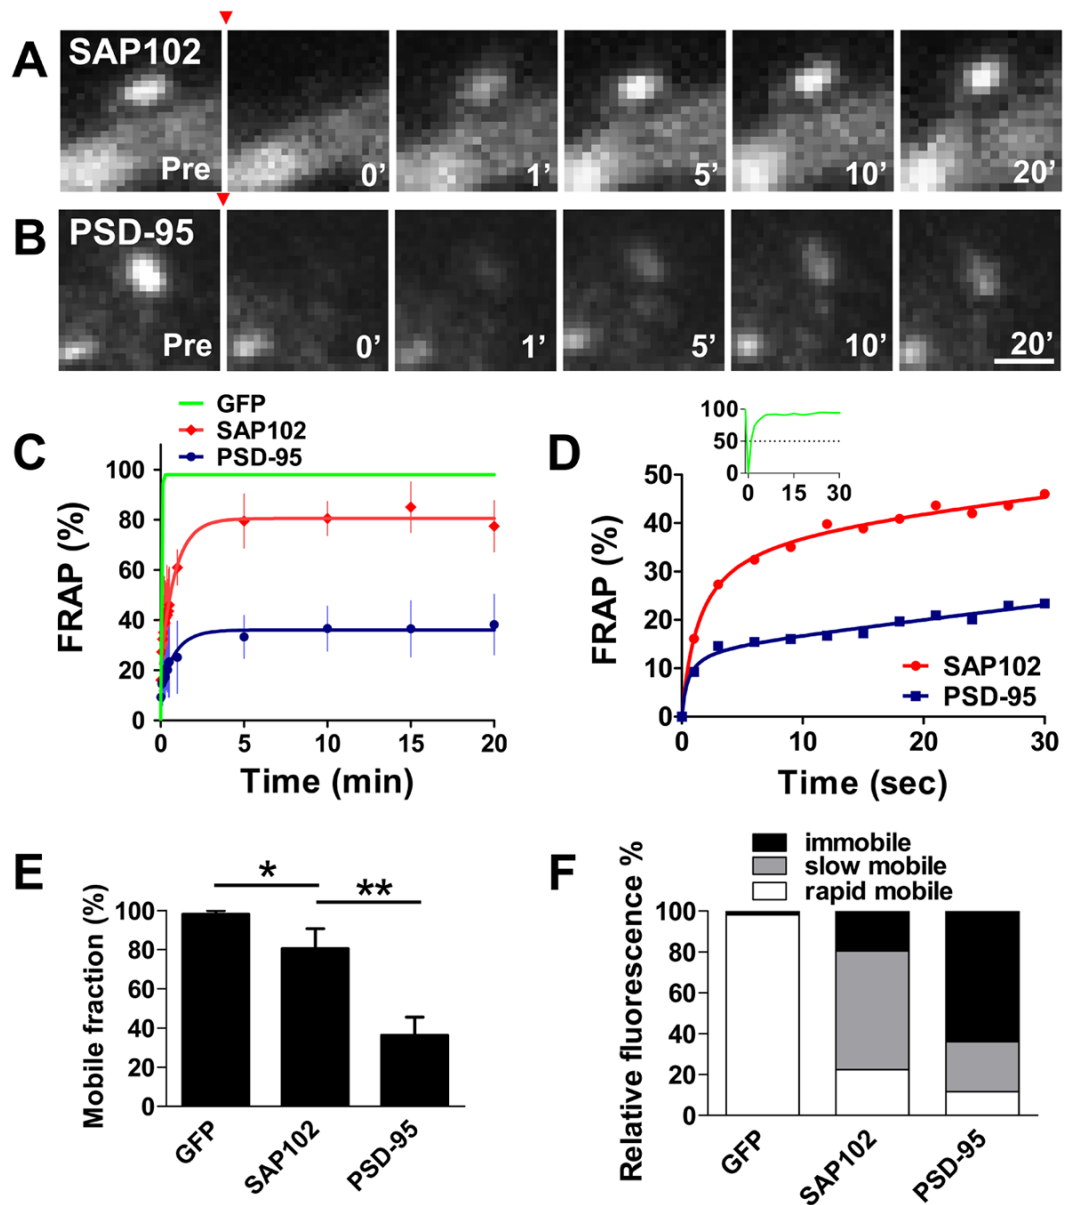 A
SAP102
Pre
0’
1’
5’
10’
20’
B
PSD-95
Pre
0’
1’
5’
10’
20’
C
GFP
SAP102
PSD-95
FRAP (%)
100
80
60
40
20
0
0
5
10
15
20
Time (min)
D
100
50
0
0
15
30
FRAP (%)
50
40
30
20
10
0
SAP102
PSD-95
0
10
20
30
Time (sec)
E
*
**
Mobile fraction (%)
100
80
60
40
20
0
GFP
SAP102
PSD-95
F
immobile
slow mobile
rapid mobile
Relative fluorescence %
100
80
60
40
20
0
GFP
SAP102
PSD-95